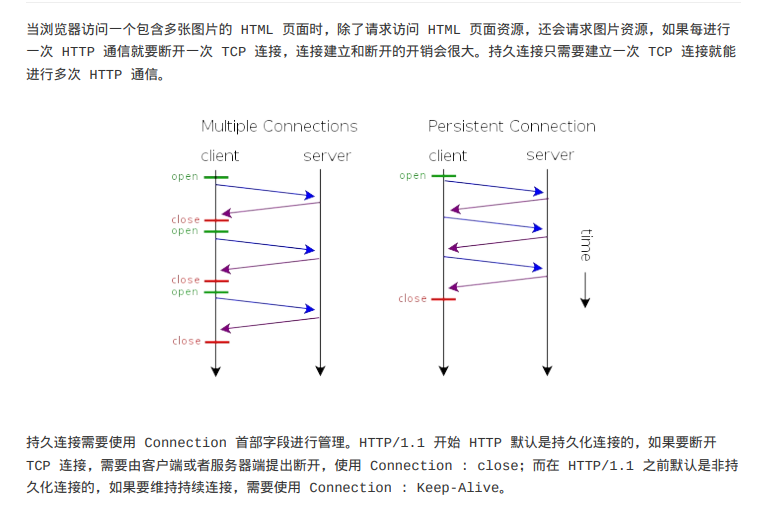 当浏览器访问一个包含多张图片的 HTML 页面时，除了请求访问 HTML 页面资源，还会请求图片资源，如果每进行
一次 HTTP 通信就要断开一次 TCP 连接，连接建立和断开的开销会很大。持久连接只需要建立一次 TCP 连接就能
进行多次 HTTP 通信。
Multiple Connections
client server
open
close
open
close
open
close
Persistent Connection
client server
open
close
time
持久连接需要使用 Connection 首部字段进行管理。HTTP/1.1 开始 HTTP 默认是持久化连接的，如果要断开
TCP 连接，需要由客户端或者服务器端提出断开，使用 Connection : close；而在 HTTP/1.1 之前默认是非持
久化连接的，如果要维持持续连接，需要使用 Connection : Keep-Alive。